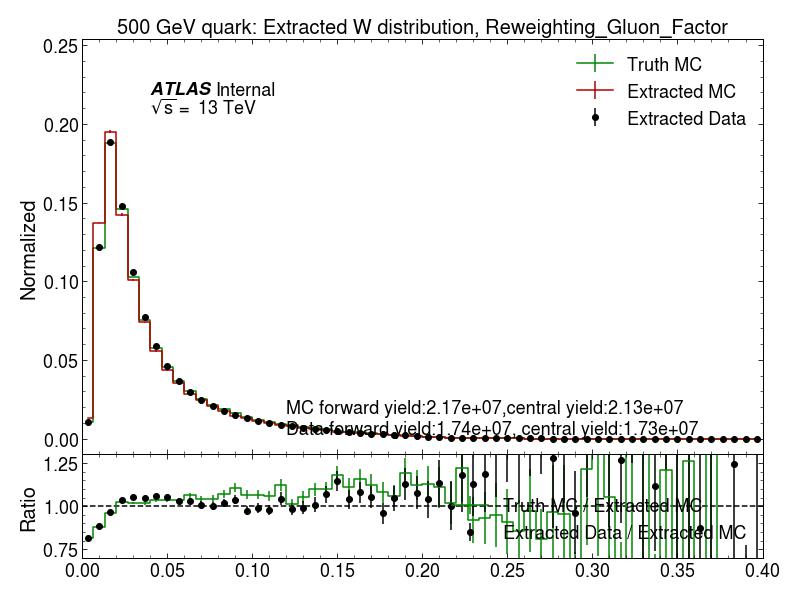 500 GeV quark: Extracted W distribution, Reweighting_Gluon_Factor
0.25
0.20
0.15
0.10
0.05
0.00
Normalized
ATLAS Internal
√s = 13 TeV
Truth MC
Extracted MC
Extracted Data
MC forward yield:2.17e+07,central yield:2.13e+07
Data forward yield:1.74e+07, central yield:1.73e+07
1.25
1.00
0.75
Ratio
Truth MC / Extracted MC
Extracted Data / Extracted MC
0.00 0.05 0.10 0.15 0.20 0.25 0.30 0.35 0.40